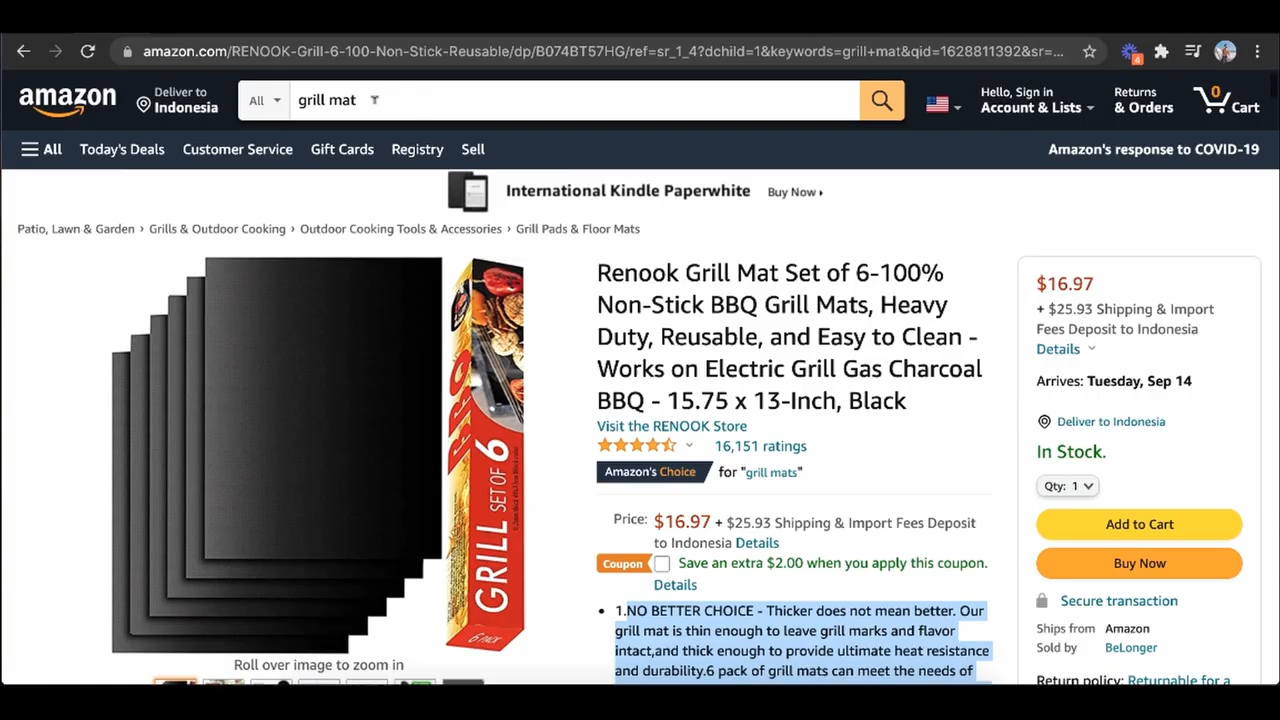 amazon.com/RENOOK-Grill-6-100-Non-Stick-Reusable/dp/B074BT57HG/ref=sr_1_4?dchild=1&keywords=grill+mat&qid=1628811392&sr=...
4
amazon
Deliver to
Indonesia
All
grill mat
Hello, Sign in
Account & Lists
Returns
& Orders
0
Cart
All
Today's Deals
Customer Service
Gift Cards
Registry
Sell
Amazon's response to COVID-19
International Kindle Paperwhite
Buy Now
Patio, Lawn & Garden › Grills & Outdoor Cooking › Outdoor Cooking Tools & Accessories › Grill Pads & Floor Mats
BBQ
GRILL SET OF 6
6 PACK
Roll over image to zoom in
Renook Grill Mat Set of 6-100%
Non-Stick BBQ Grill Mats, Heavy
Duty, Reusable, and Easy to Clean -
Works on Electric Grill Gas Charcoal
BBQ - 15.75 x 13-Inch, Black
Visit the RENOOK Store
16,151 ratings
Amazon's Choice for "grill mats"
Price: $16.97 + $25.93 Shipping & Import Fees Deposit
to Indonesia Details
Coupon Save an extra $2.00 when you apply this coupon.
Details
• 1.NO BETTER CHOICE - Thicker does not mean better. Our
grill mat is thin enough to leave grill marks and flavor
intact,and thick enough to provide ultimate heat resistance
and durability.6 pack of grill mats can meet the needs of
$16.97
+ $25.93 Shipping & Import
Fees Deposit to Indonesia
Details
Arrives: Tuesday, Sep 14
Deliver to Indonesia
In Stock.
Qty: 1
Add to Cart
Buy Now
Secure transaction
Ships from Amazon
Sold by BeLonger
Return policy: Returnable for a